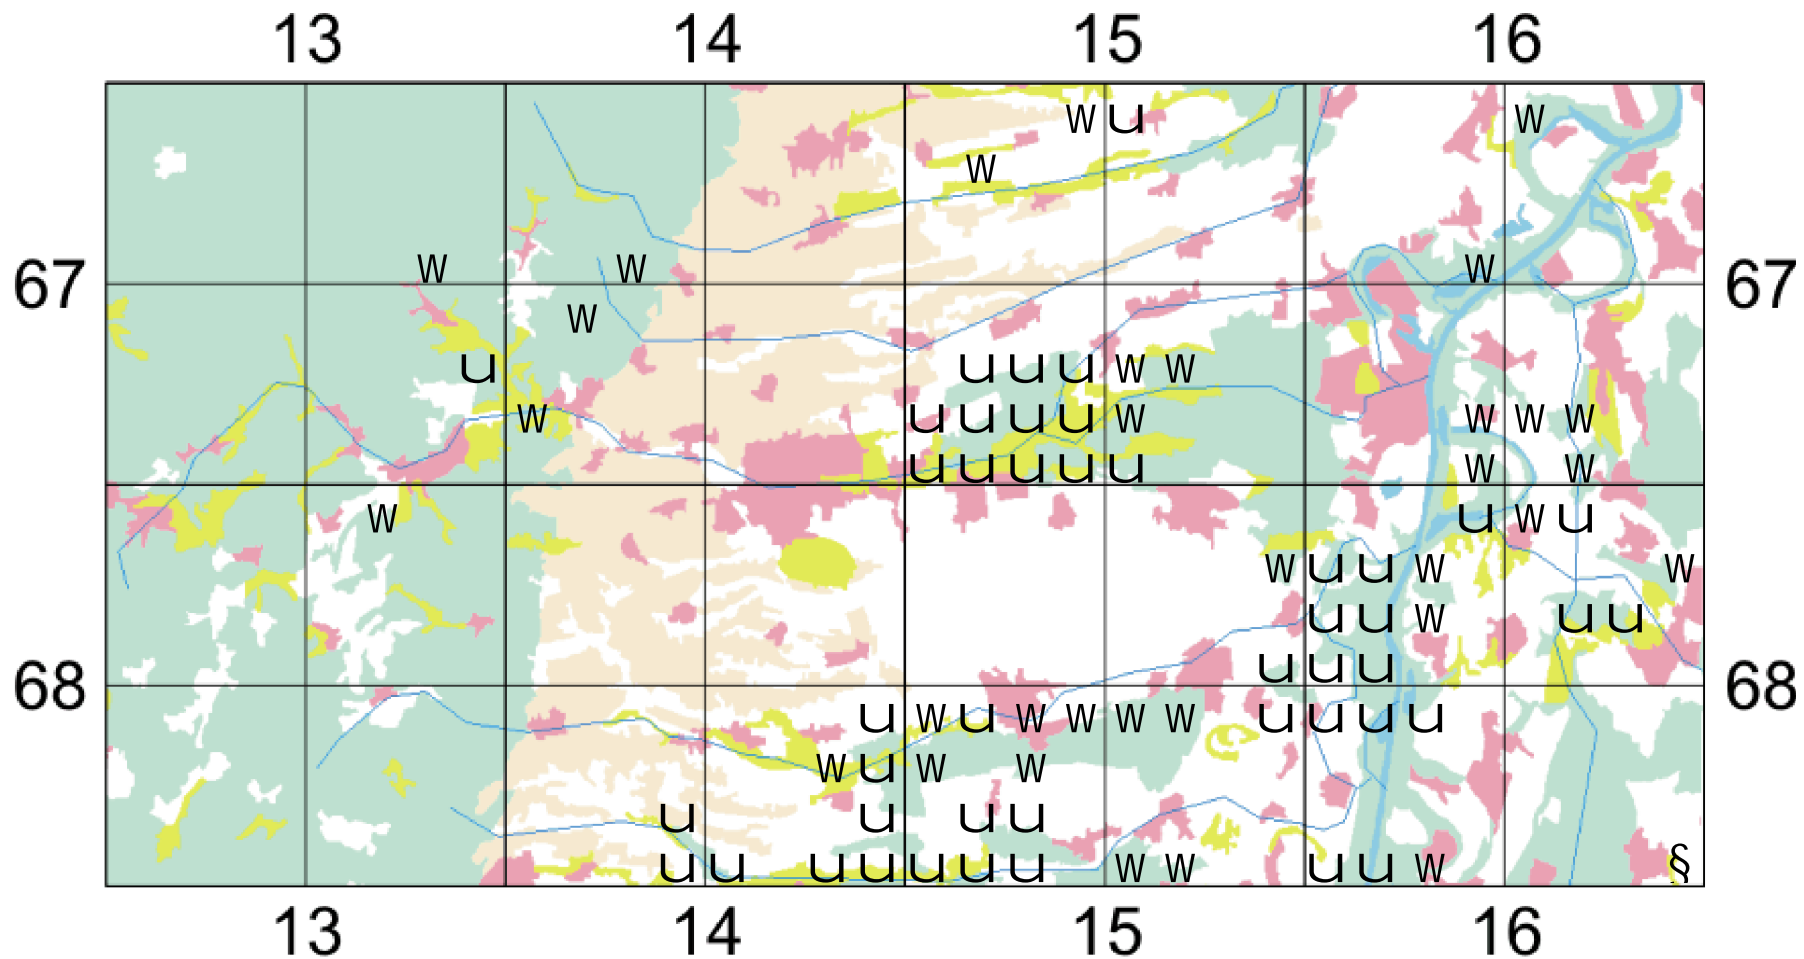 13 14 15 16
w u w
w
67 w w w 67
w
u u u u w w
w u u u u w w w w
u u u u u w w
w u w u
w u u w w
u u w u u
u u u
68 68
u w u w w w w u u u u
w u w w
u u u u
u u u u u u u w w u u w §
13 14 15 16